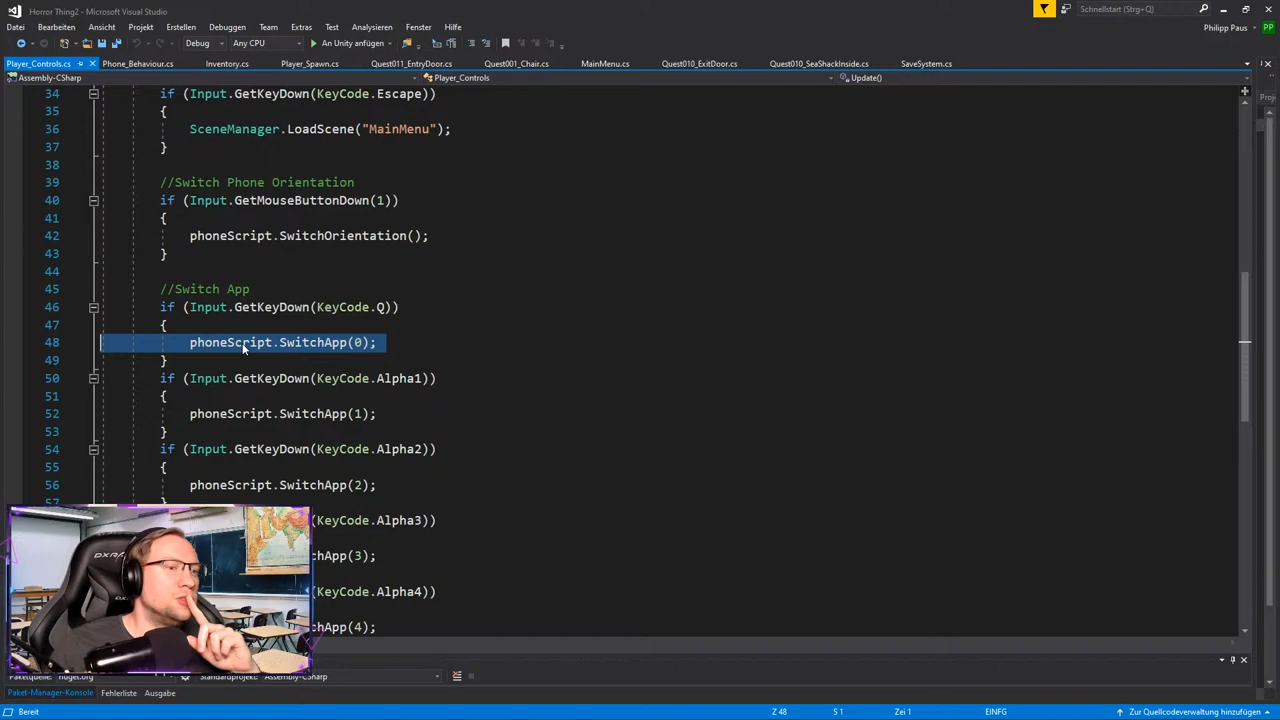 Horror Thing2 - Microsoft Visual Studio
Schnellstart (Strg+Q)
Datei Bearbeiten Ansicht Projekt Erstellen Debuggen Team Extras Test Analysieren Fenster Hilfe
Philipp Paus PP
Debug Any CPU An Unity anfügen
Player_Controls.cs Phone_Behaviour.cs Inventory.cs Player_Spawn.cs Quest011_EntryDoor.cs Quest001_Chair.cs MainMenu.cs Quest010_ExitDoor.cs Quest010_SeaShackInside.cs SaveSystem.cs
Assembly-CSharp Player_Controls Update()
Proj
34 if (Input.GetKeyDown(KeyCode.Escape))
35 {
36 SceneManager.LoadScene("MainMenu");
37 }
38
39 //Switch Phone Orientation
40 if (Input.GetMouseButtonDown(1))
41 {
42 phoneScript.SwitchOrientation();
43 }
44
45 //Switch App
46 if (Input.GetKeyDown(KeyCode.Q))
47 {
48 phoneScript.SwitchApp(0);
49 }
50 if (Input.GetKeyDown(KeyCode.Alpha1))
51 {
52 phoneScript.SwitchApp(1);
53 }
54 if (Input.GetKeyDown(KeyCode.Alpha2))
55 {
56 phoneScript.SwitchApp(2);
57 }
(KeyCode.Alpha3))
App(3);
(KeyCode.Alpha4))
App(4);
Paketquelle: nuget.org Standardprojekt: Assembly-CSharp
Paket-Manager-Konsole Fehlerliste Ausgabe
Bereit Z 48 S 1 Zei 1 EINFG Zur Quellcodeverwaltung hinzufügen